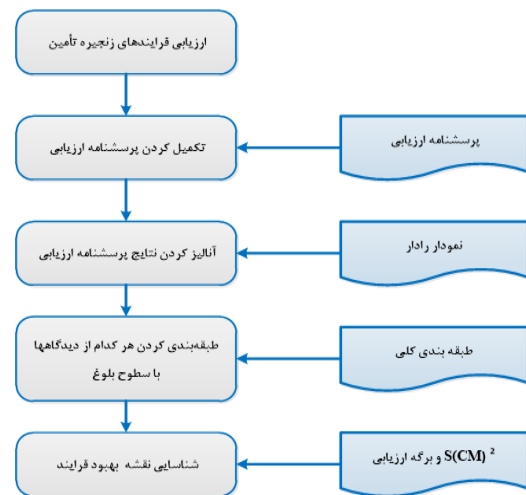 ارزیابی فرایندهای زنجیره تأمین
تکمیل کردن پرسشنامه ارزیابی
پرسشنامه ارزیابی
آنالیز کردن نتایج پرسشنامه ارزیابی
نمودار رادار
طبقه‌بندی کردن هر کدام از دیدگاهها
با سطوح بلوغ
طبقه بندی کلی
شناسایی نقشه بهبود فرایند
S(CM) ² و برگه ارزیابی